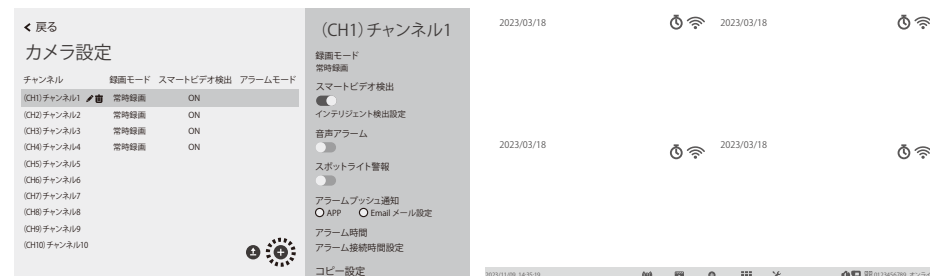 戻る
カメラ設定
チャンネル 録画モード スマートビデオ検出 アラームモード
(CH1)チャンネル1 常時録画 ON
(CH2)チャンネル2 常時録画 ON
(CH3)チャンネル3 常時録画 ON
(CH4)チャンネル4 常時録画 ON
(CH5)チャンネル5
(CH6)チャンネル6
(CH7)チャンネル7
(CH8)チャンネル8
(CH9)チャンネル9
(CH10)チャンネル10
(CH1)チャンネル1
録画モード
常時録画
スマートビデオ検出
インテリジェント検出設定
音声アラーム
スポットライト警報
アラームプッシュ通知
APP Email メール設定
アラーム時間
アラーム接続時間設定
コピー設定
2023/03/18
2023/03/18
2023/03/18
2023/03/18
2023/11/09 14:35:19
0123456789 オンライ